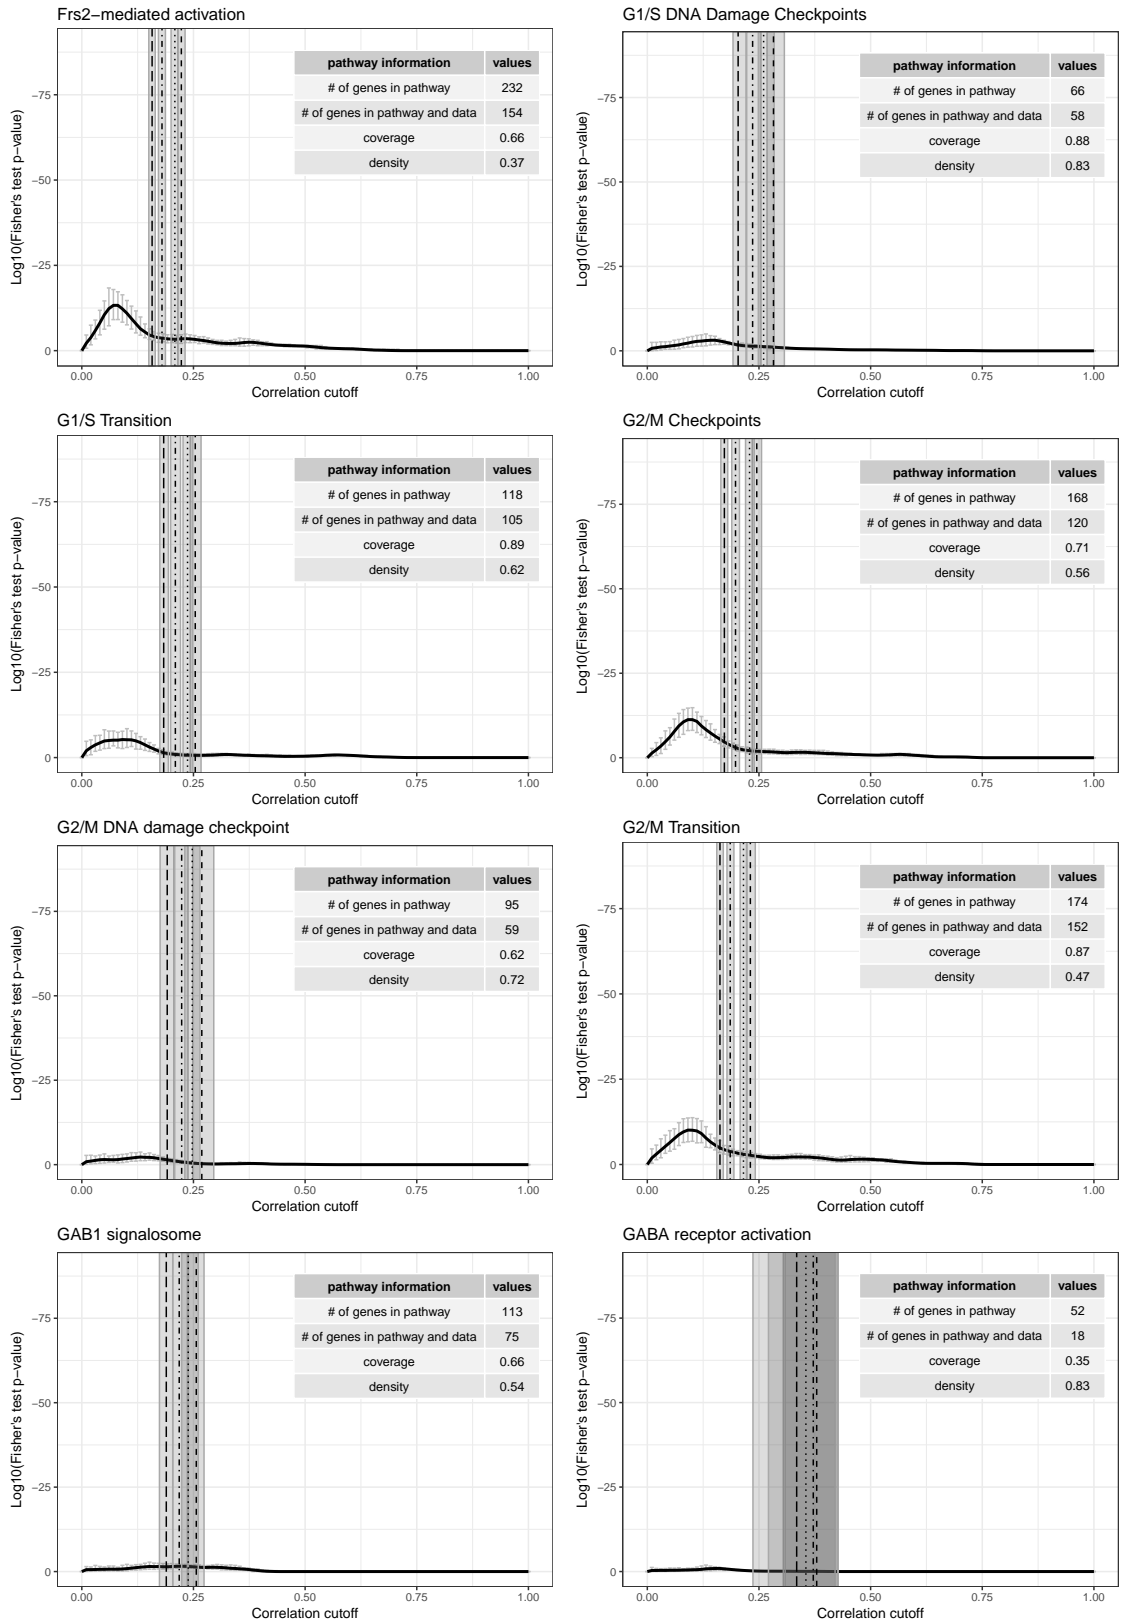 Frs2−mediated activation
pathway information values
# of genes in pathway 232
# of genes in pathway and data 154
coverage 0.66
density 0.37
−75
−50
−25
0
Log10(Fisher's test p−value)
0.00 0.25 0.50 0.75 1.00
Correlation cutoff
G1/S DNA Damage Checkpoints
pathway information values
# of genes in pathway 66
# of genes in pathway and data 58
coverage 0.88
density 0.83
−75
−50
−25
0
Log10(Fisher's test p−value)
0.00 0.25 0.50 0.75 1.00
Correlation cutoff
G1/S Transition
pathway information values
# of genes in pathway 118
# of genes in pathway and data 105
coverage 0.89
density 0.62
−75
−50
−25
0
Log10(Fisher's test p−value)
0.00 0.25 0.50 0.75 1.00
Correlation cutoff
G2/M Checkpoints
pathway information values
# of genes in pathway 168
# of genes in pathway and data 120
coverage 0.71
density 0.56
−75
−50
−25
0
Log10(Fisher's test p−value)
0.00 0.25 0.50 0.75 1.00
Correlation cutoff
G2/M DNA damage checkpoint
pathway information values
# of genes in pathway 95
# of genes in pathway and data 59
coverage 0.62
density 0.72
−75
−50
−25
0
Log10(Fisher's test p−value)
0.00 0.25 0.50 0.75 1.00
Correlation cutoff
G2/M Transition
pathway information values
# of genes in pathway 174
# of genes in pathway and data 152
coverage 0.87
density 0.47
−75
−50
−25
0
Log10(Fisher's test p−value)
0.00 0.25 0.50 0.75 1.00
Correlation cutoff
GAB1 signalosome
pathway information values
# of genes in pathway 113
# of genes in pathway and data 75
coverage 0.66
density 0.54
−75
−50
−25
0
Log10(Fisher's test p−value)
0.00 0.25 0.50 0.75 1.00
Correlation cutoff
GABA receptor activation
pathway information values
# of genes in pathway 52
# of genes in pathway and data 18
coverage 0.35
density 0.83
−75
−50
−25
0
Log10(Fisher's test p−value)
0.00 0.25 0.50 0.75 1.00
Correlation cutoff